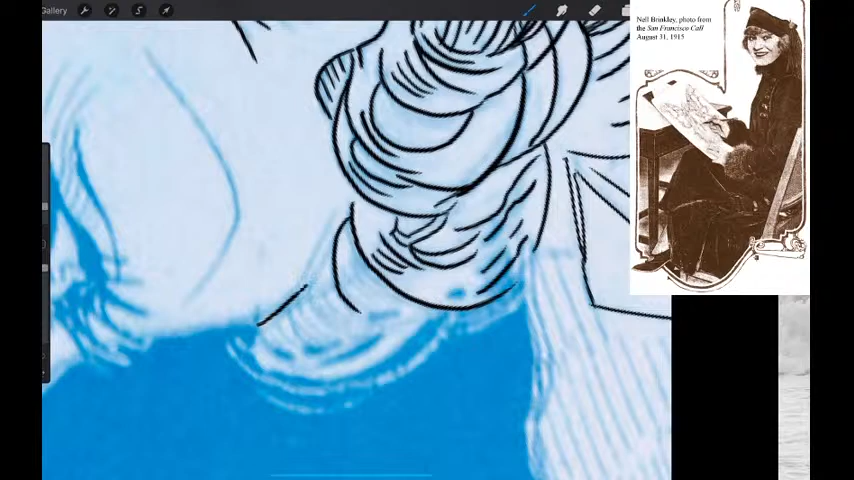 Gallery
Nell Brinkley, photo from
the San Francisco Call
August 31, 1915